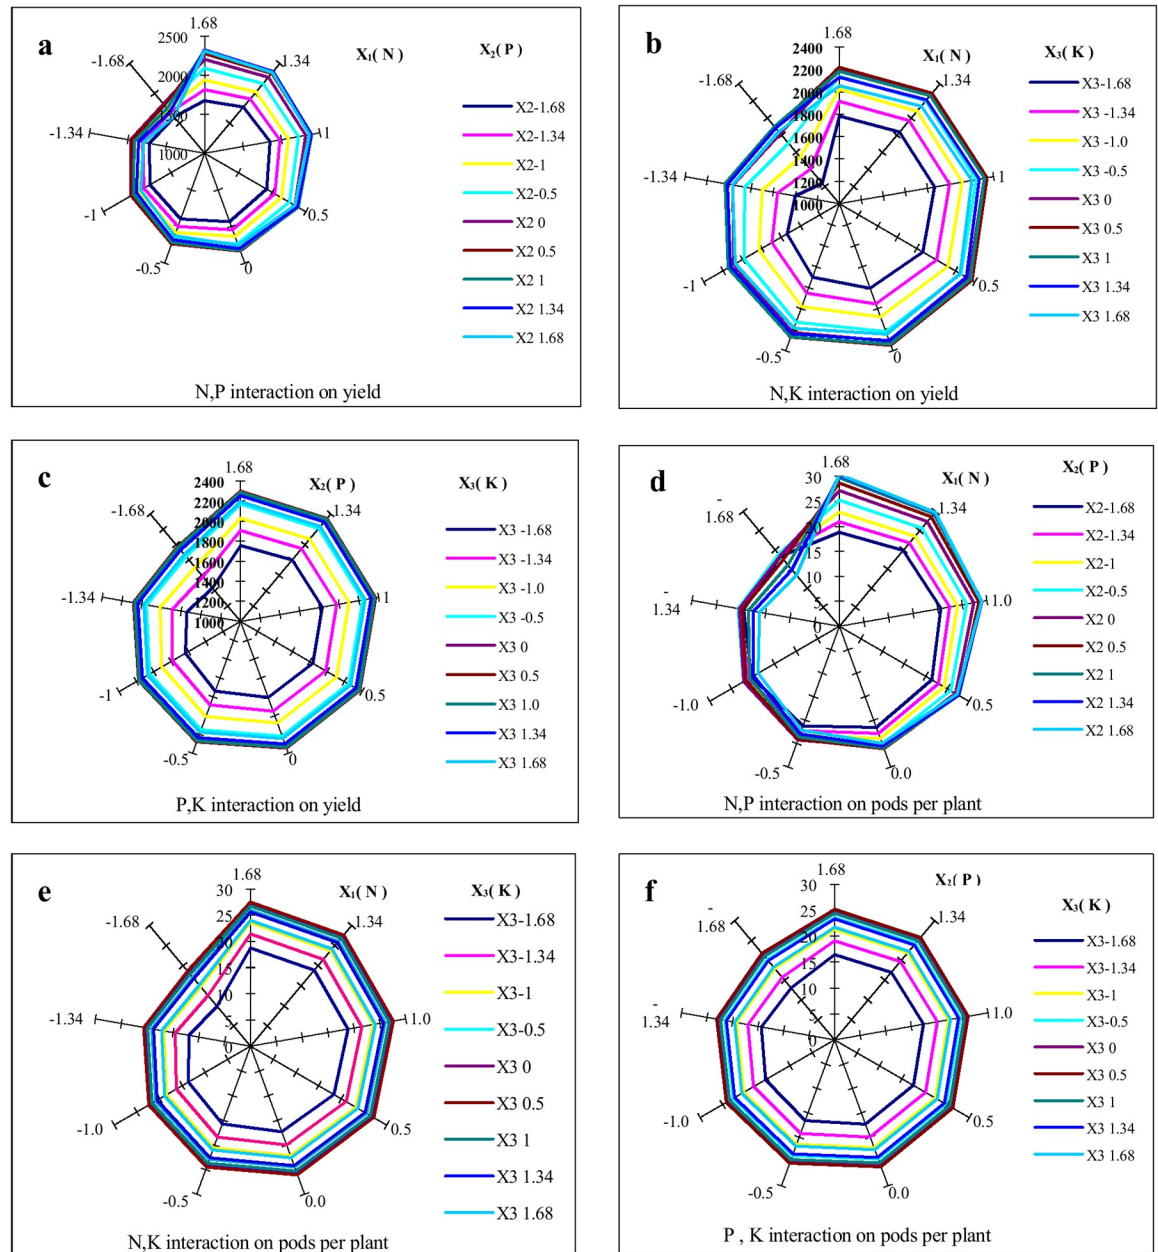 a
1.68
X₁( N )
X₂( P )
2500
2000
1500
1000
-1.68
1.34
1
0.5
0
-0.5
-1
-1.34
X2-1.68
X2-1.34
X2-1
X2-0.5
X2 0
X2 0.5
X2 1
X2 1.34
X2 1.68
N,P interaction on yield
b
1.68
X₁( N )
X₃( K )
2400
2200
2000
1800
1600
1400
1200
1000
-1.68
1.34
1
0.5
0
-0.5
-1
-1.34
X3-1.68
X3 -1.34
X3 -1.0
X3 -0.5
X3 0
X3 0.5
X3 1
X3 1.34
X3 1.68
N,K interaction on yield
c
1.68
X₂( P )
X₃( K )
2400
2200
2000
1800
1600
1400
1200
1000
-1.68
1.34
1
0.5
0
-0.5
-1
-1.34
X3 -1.68
X3 -1.34
X3 -1.0
X3 -0.5
X3 0
X3 0.5
X3 1.0
X3 1.34
X3 1.68
P,K interaction on yield
d
1.68
X₁( N )
X₂( P )
30
25
20
15
10
5
0
-
1.68
1.34
1.0
0.5
0.0
-0.5
-1.0
-
1.34
X2-1.68
X2-1.34
X2-1
X2-0.5
X2 0
X2 0.5
X2 1
X2 1.34
X2 1.68
N,P interaction on pods per plant
e
1.68
X₁( N )
X₃( K )
30
25
20
15
10
5
0
-1.68
1.34
1.0
0.5
0.0
-0.5
-1.0
-1.34
X3-1.68
X3-1.34
X3-1
X3-0.5
X3 0
X3 0.5
X3 1
X3 1.34
X3 1.68
N,K interaction on pods per plant
f
1.68
X₂( P )
X₃( K )
30
25
20
15
10
5
0
-
1.68
1.34
1.0
0.5
0.0
-0.5
-1.0
-
1.34
X3-1.68
X3-1.34
X3-1
X3-0.5
X3 0
X3 0.5
X3 1
X3 1.34
X3 1.68
P , K interaction on pods per plant